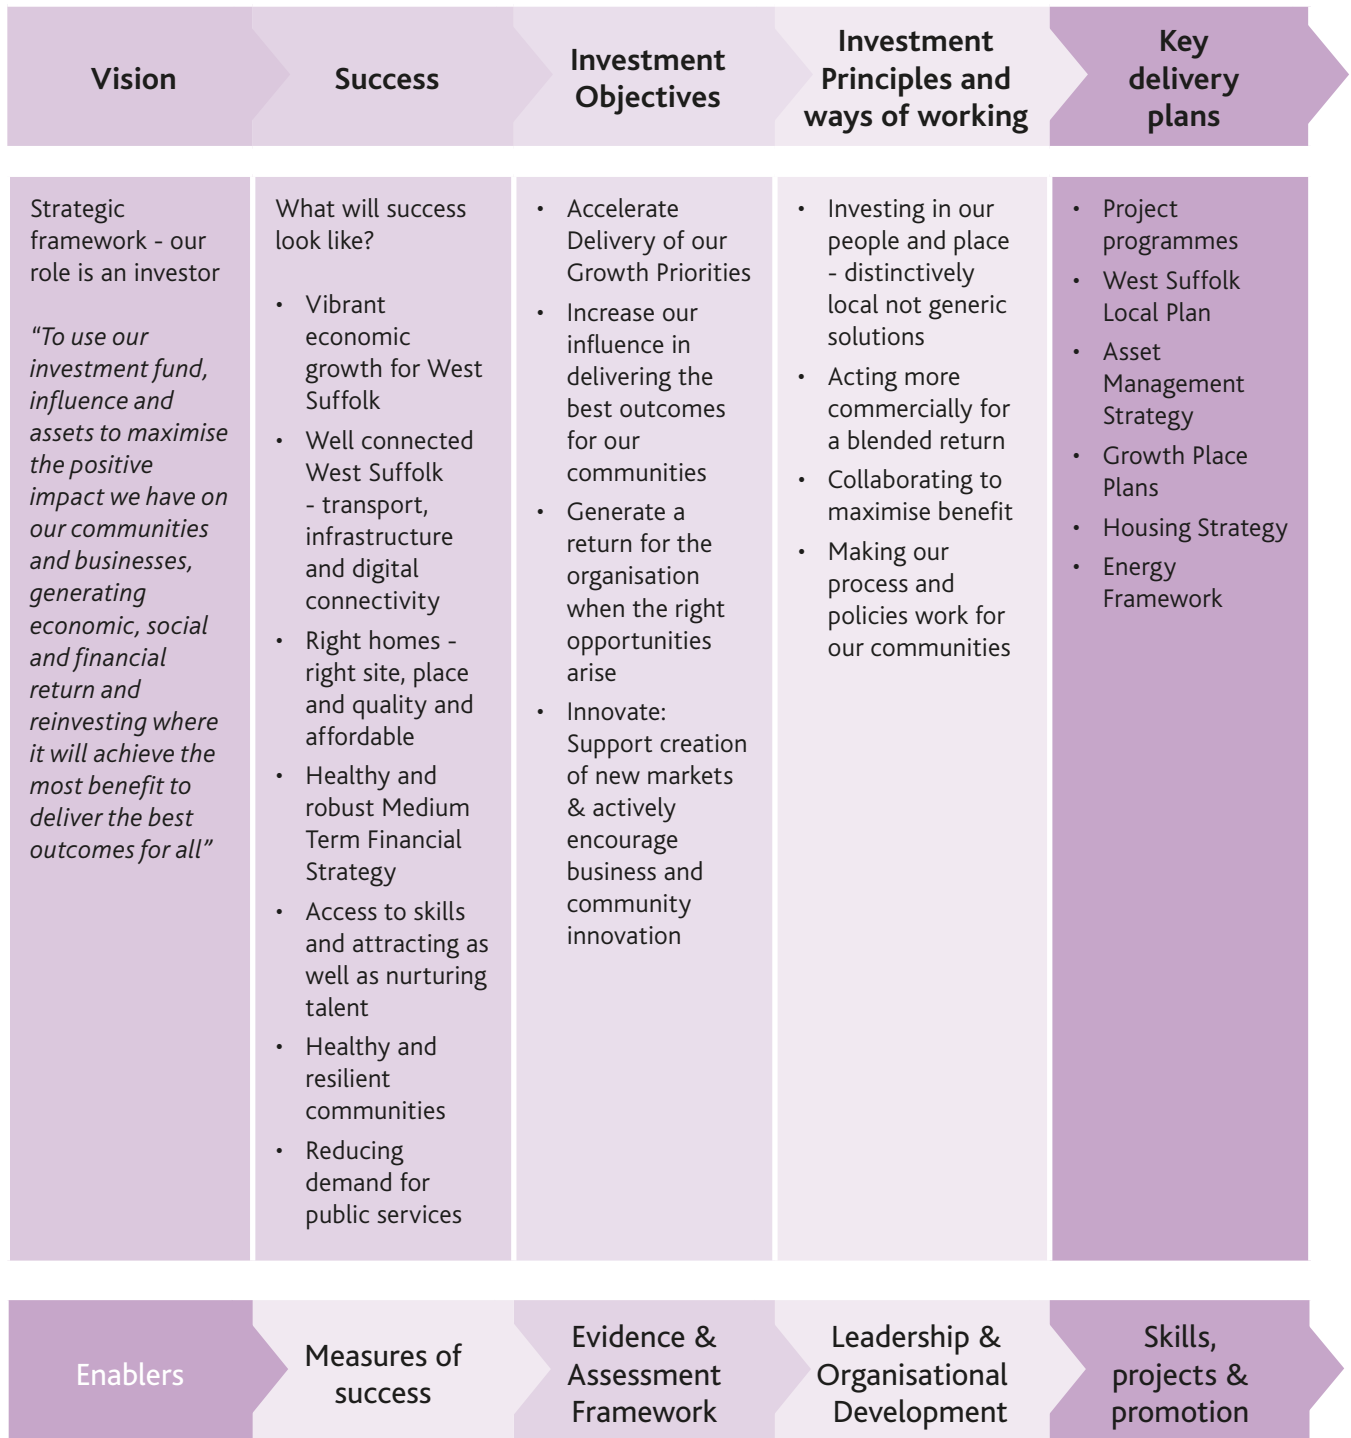 Vision
Success
Investment
Objectives
Investment
Principles and
ways of working
Key
delivery
plans
Strategic
framework - our
role is an investor
“To use our
investment fund,
influence and
assets to maximise
the positive
impact we have on
our communities
and businesses,
generating
economic, social
and financial
return and
reinvesting where
it will achieve the
most benefit to
deliver the best
outcomes for all”
What will success
look like?
• Vibrant
economic
growth for West
Suffolk
• Well connected
West Suffolk
- transport,
infrastructure
and digital
connectivity
• Right homes -
right site, place
and quality and
affordable
• Healthy and
robust Medium
Term Financial
Strategy
• Access to skills
and attracting as
well as nurturing
talent
• Healthy and
resilient
communities
• Reducing
demand for
public services
• Accelerate
Delivery of our
Growth Priorities
• Increase our
influence in
delivering the
best outcomes
for our
communities
• Generate a
return for the
organisation
when the right
opportunities
arise
• Innovate:
Support creation
of new markets
& actively
encourage
business and
community
innovation
• Investing in our
people and place
- distinctively
local not generic
solutions
• Acting more
commercially for
a blended return
• Collaborating to
maximise benefit
• Making our
process and
policies work for
our communities
• Project
programmes
• West Suffolk
Local Plan
• Asset
Management
Strategy
• Growth Place
Plans
• Housing Strategy
• Energy
Framework
Enablers
Measures of
success
Evidence &
Assessment
Framework
Leadership &
Organisational
Development
Skills,
projects &
promotion